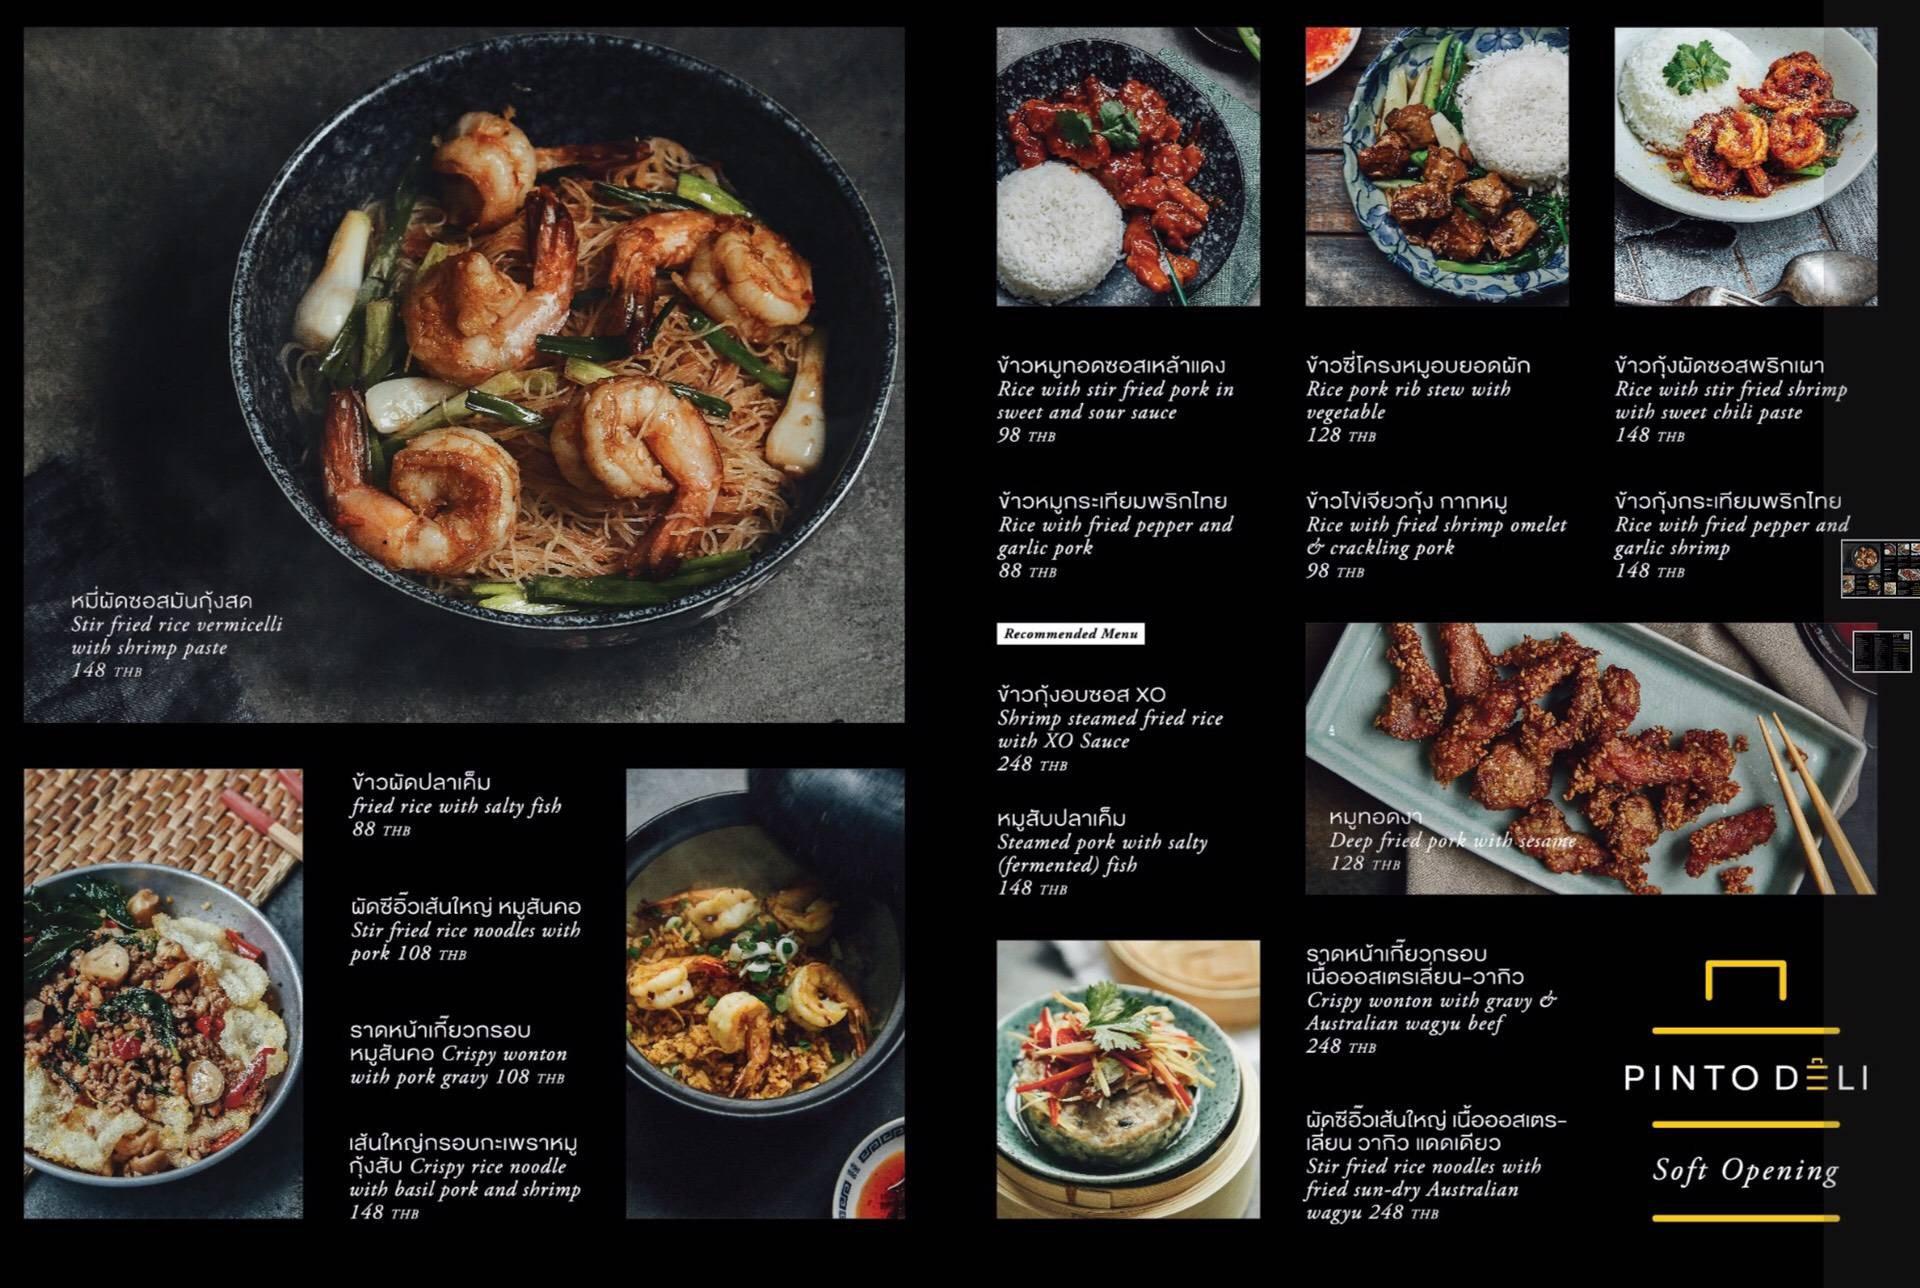 หมี่ผัดซอสมันกุ้งสด
Stir fried rice vermicelli
with shrimp paste
148 THB
ข้าวผัดปลาเค็ม
fried rice with salty fish
88 THB
ผัดซีอิ๊วเส้นใหญ่ หมูสันคอ
Stir fried rice noodles with
pork 108 THB
ราดหน้าเกี๊ยวกรอบ
หมูสันคอ Crispy wonton
with pork gravy 108 THB
เส้นใหญ่กรอบกะเพราหมู
กุ้งสับ Crispy rice noodle
with basil pork and shrimp
148 THB
ข้าวหมูทอดซอสเหล้าแดง
Rice with stir fried pork in
sweet and sour sauce
98 THB
ข้าวซี่โครงหมูอบยอดผัก
Rice pork rib stew with
vegetable
128 THB
ข้าวกุ้งผัดซอสพริกเผา
Rice with stir fried shrimp
with sweet chili paste
148 THB
ข้าวหมูกระเทียมพริกไทย
Rice with fried pepper and
garlic pork
88 THB
ข้าวไข่เจียวกุ้ง กากหมู
Rice with fried shrimp omelet
& crackling pork
98 THB
ข้าวกุ้งกระเทียมพริกไทย
Rice with fried pepper and
garlic shrimp
148 THB
Recommended Menu
ข้าวกุ้งอบซอส XO
Shrimp steamed fried rice
with XO Sauce
248 THB
หมูสับปลาเค็ม
Steamed pork with salty
(fermented) fish
148 THB
หมูทอดงา
Deep fried pork with sesame
128 THB
ราดหน้าเกี๊ยวกรอบ
เนื้อออสเตรเลี่ยน-วากิว
Crispy wonton with gravy &
Australian wagyu beef
248 THB
ผัดซีอิ๊วเส้นใหญ่ เนื้อออสเตร-
เลี่ยน วากิว แดดเดียว
Stir fried rice noodles with
fried sun-dry Australian
wagyu 248 THB
PINTO DELI
Soft Opening